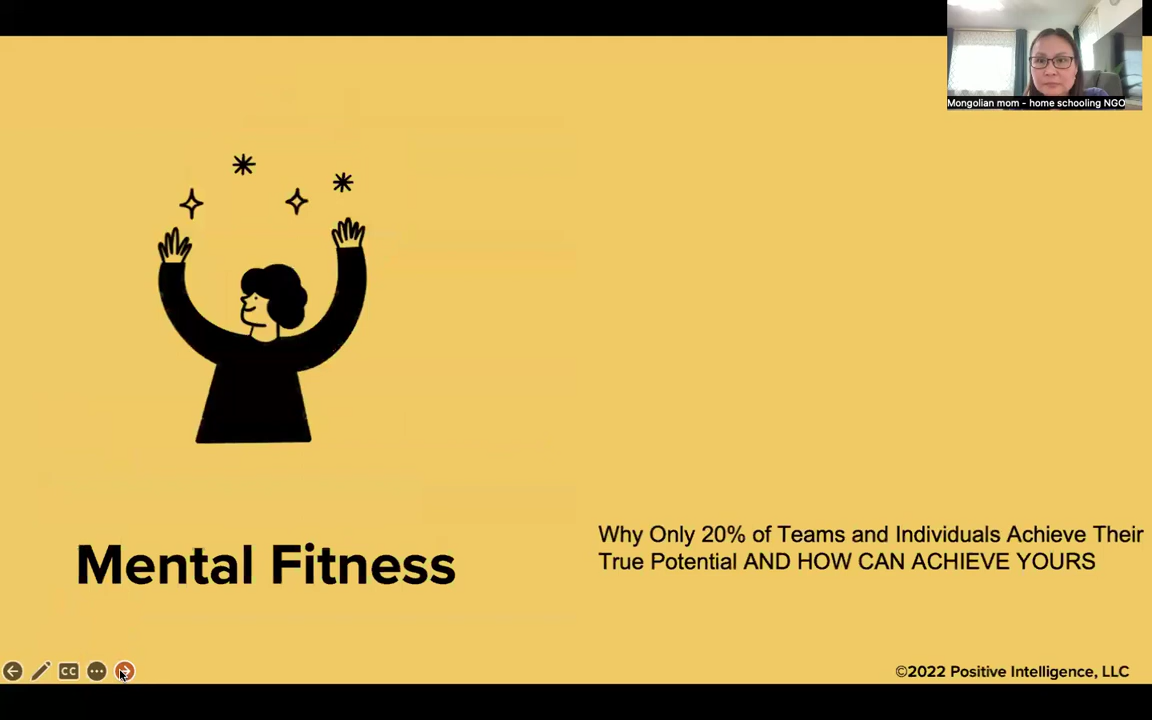 Mongolian mom - home schooling NGO
Mental Fitness
Why Only 20% of Teams and Individuals Achieve Their
True Potential AND HOW CAN ACHIEVE YOURS
CC
©2022 Positive Intelligence, LLC